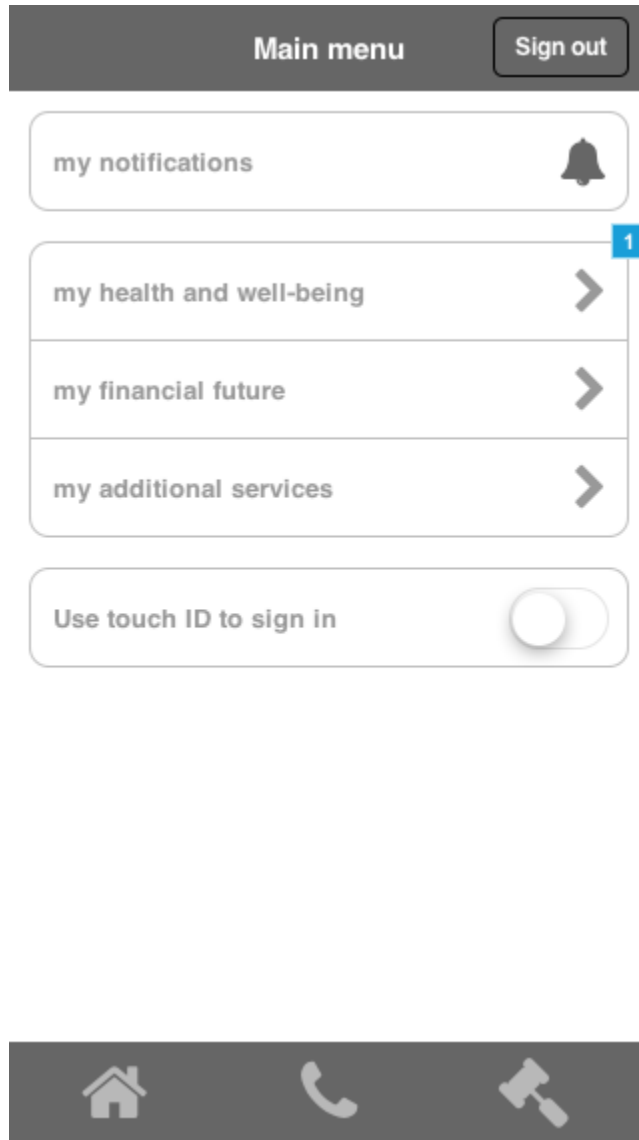 Main menu
Sign out
my notifications
1
my health and well-being
my financial future
my additional services
Use touch ID to sign in